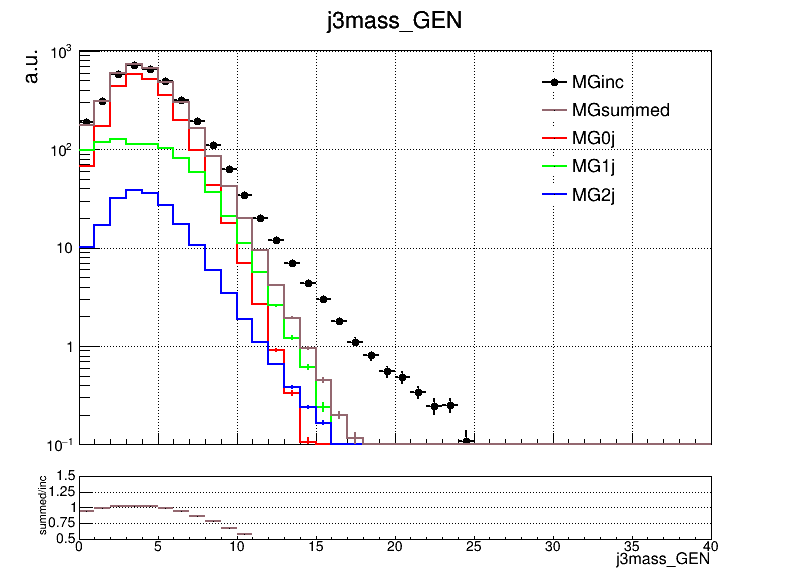 j3mass_GEN
a.u.
10³
10²
10
1
10⁻¹
MGinc
MGsummed
MG0j
MG1j
MG2j
summed/inc
1.5
1.25
1
0.75
0.5
0 5 10 15 20 25 30 35 40
j3mass_GEN